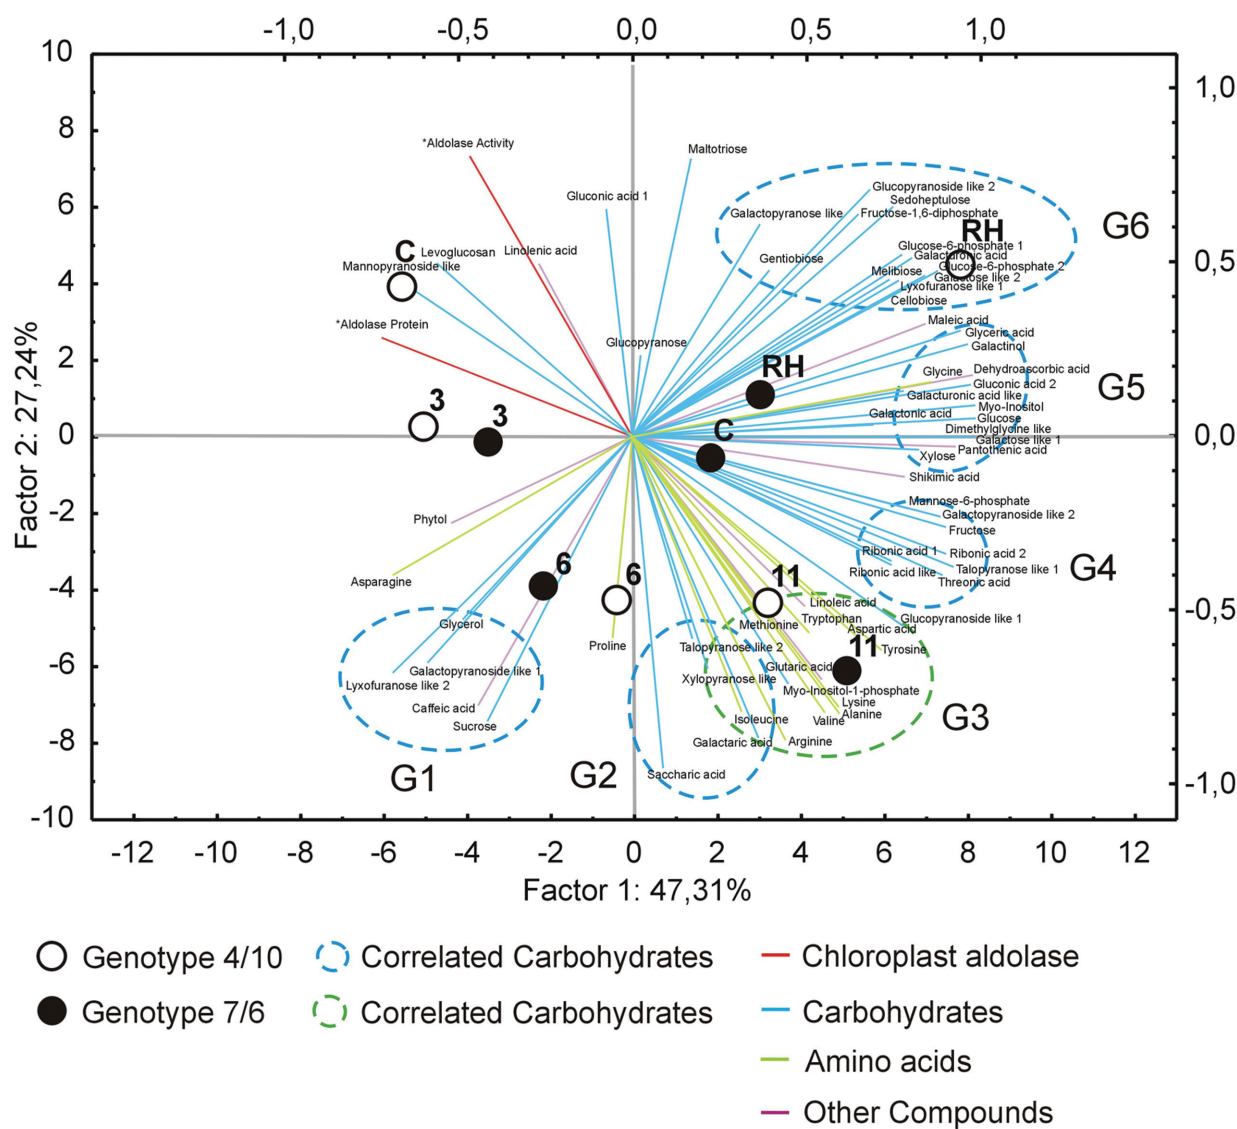 -1,0 -0,5 0,0 0,5 1,0
10
8
6
4
2
0
-2
-4
-6
-8
-10
Factor 2: 27,24%
1,0
0,5
0,0
-0,5
-1,0
*Aldolase Activity
Maltotriose
Gluconic acid 1
Glucopyranoside like 2
Sedoheptulose
Galactopyranose like
Fructose-1,6-diphosphate
RH
G6
C
Levoglucosan
Linolenic acid
Glucose-6-phosphate 1
Galacturonic acid
Gentiobiose
Mannopyranoside like
Glucose-6-phosphate 2
Melibiose
Galactose like 2
Lyxofuranose like 1
Cellobiose
*Aldolase Protein
Maleic acid
Glyceric acid
Glucopyranose
Galactinol
RH
Glycine
Dehydroascorbic acid
Gluconic acid 2
G5
Galacturonic acid like
3
3
Myo-Inositol
Galactonic acid
Glucose
C
Dimethylglycine like
Galactose like 1
Pantothenic acid
Xylose
Shikimic acid
Mannose-6-phosphate
Phytol
Galactopyranoside like 2
Fructose
Ribonic acid 1
Ribonic acid 2
Asparagine
6
6
11
Ribonic acid like
Talopyranose like 1
G4
Threonic acid
Linoleic acid
Glycerol
Methionine
Tryptophan
Glucopyranoside like 1
Aspartic acid
Proline
Talopyranose like 2
11
Tyrosine
Galactopyranoside like 1
Glutaric acid
Lyxofuranose like 2
Xylopyranose like
Myo-Inositol-1-phosphate
Caffeic acid
Lysine
Sucrose
Isoleucine
Valine
Alanine
G3
Galactaric acid
Arginine
G1
G2
Saccharic acid
-12 -10 -8 -6 -4 -2 0 2 4 6 8 10 12
Factor 1: 47,31%
Genotype 4/10
Correlated Carbohydrates
Chloroplast aldolase
Genotype 7/6
Correlated Carbohydrates
Carbohydrates
Amino acids
Other Compounds